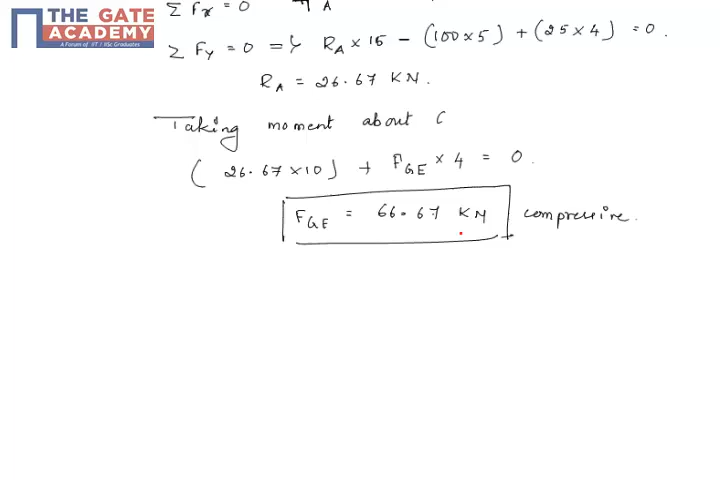 THE GATE
ACADEMY
A Forum of IIT / IISc Graduates
Σ Fx = 0 A
Σ Fy = 0 => RA × 15 - (100 × 5) + (25 × 4) = 0.
RA = 26.67 KN.
Taking moment about C
(26.67 × 10) + FGE × 4 = 0.
FGE = 66.67 KN compressive.